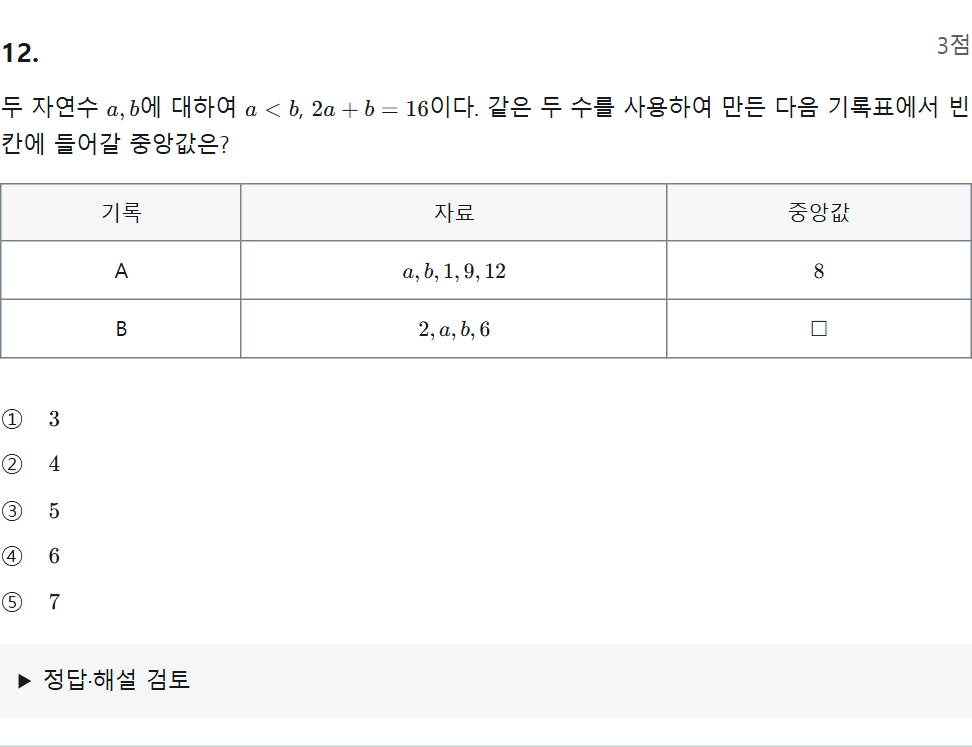 12.
3점
두 자연수 a, b에 대하여 a < b, 2a + b = 16이다. 같은 두 수를 사용하여 만든 다음 기록표에서 빈
칸에 들어갈 중앙값은?
기록 자료 중앙값
A a, b, 1, 9, 12 8
B 2, a, b, 6 □
① 3
② 4
③ 5
④ 6
⑤ 7
▶ 정답·해설 검토